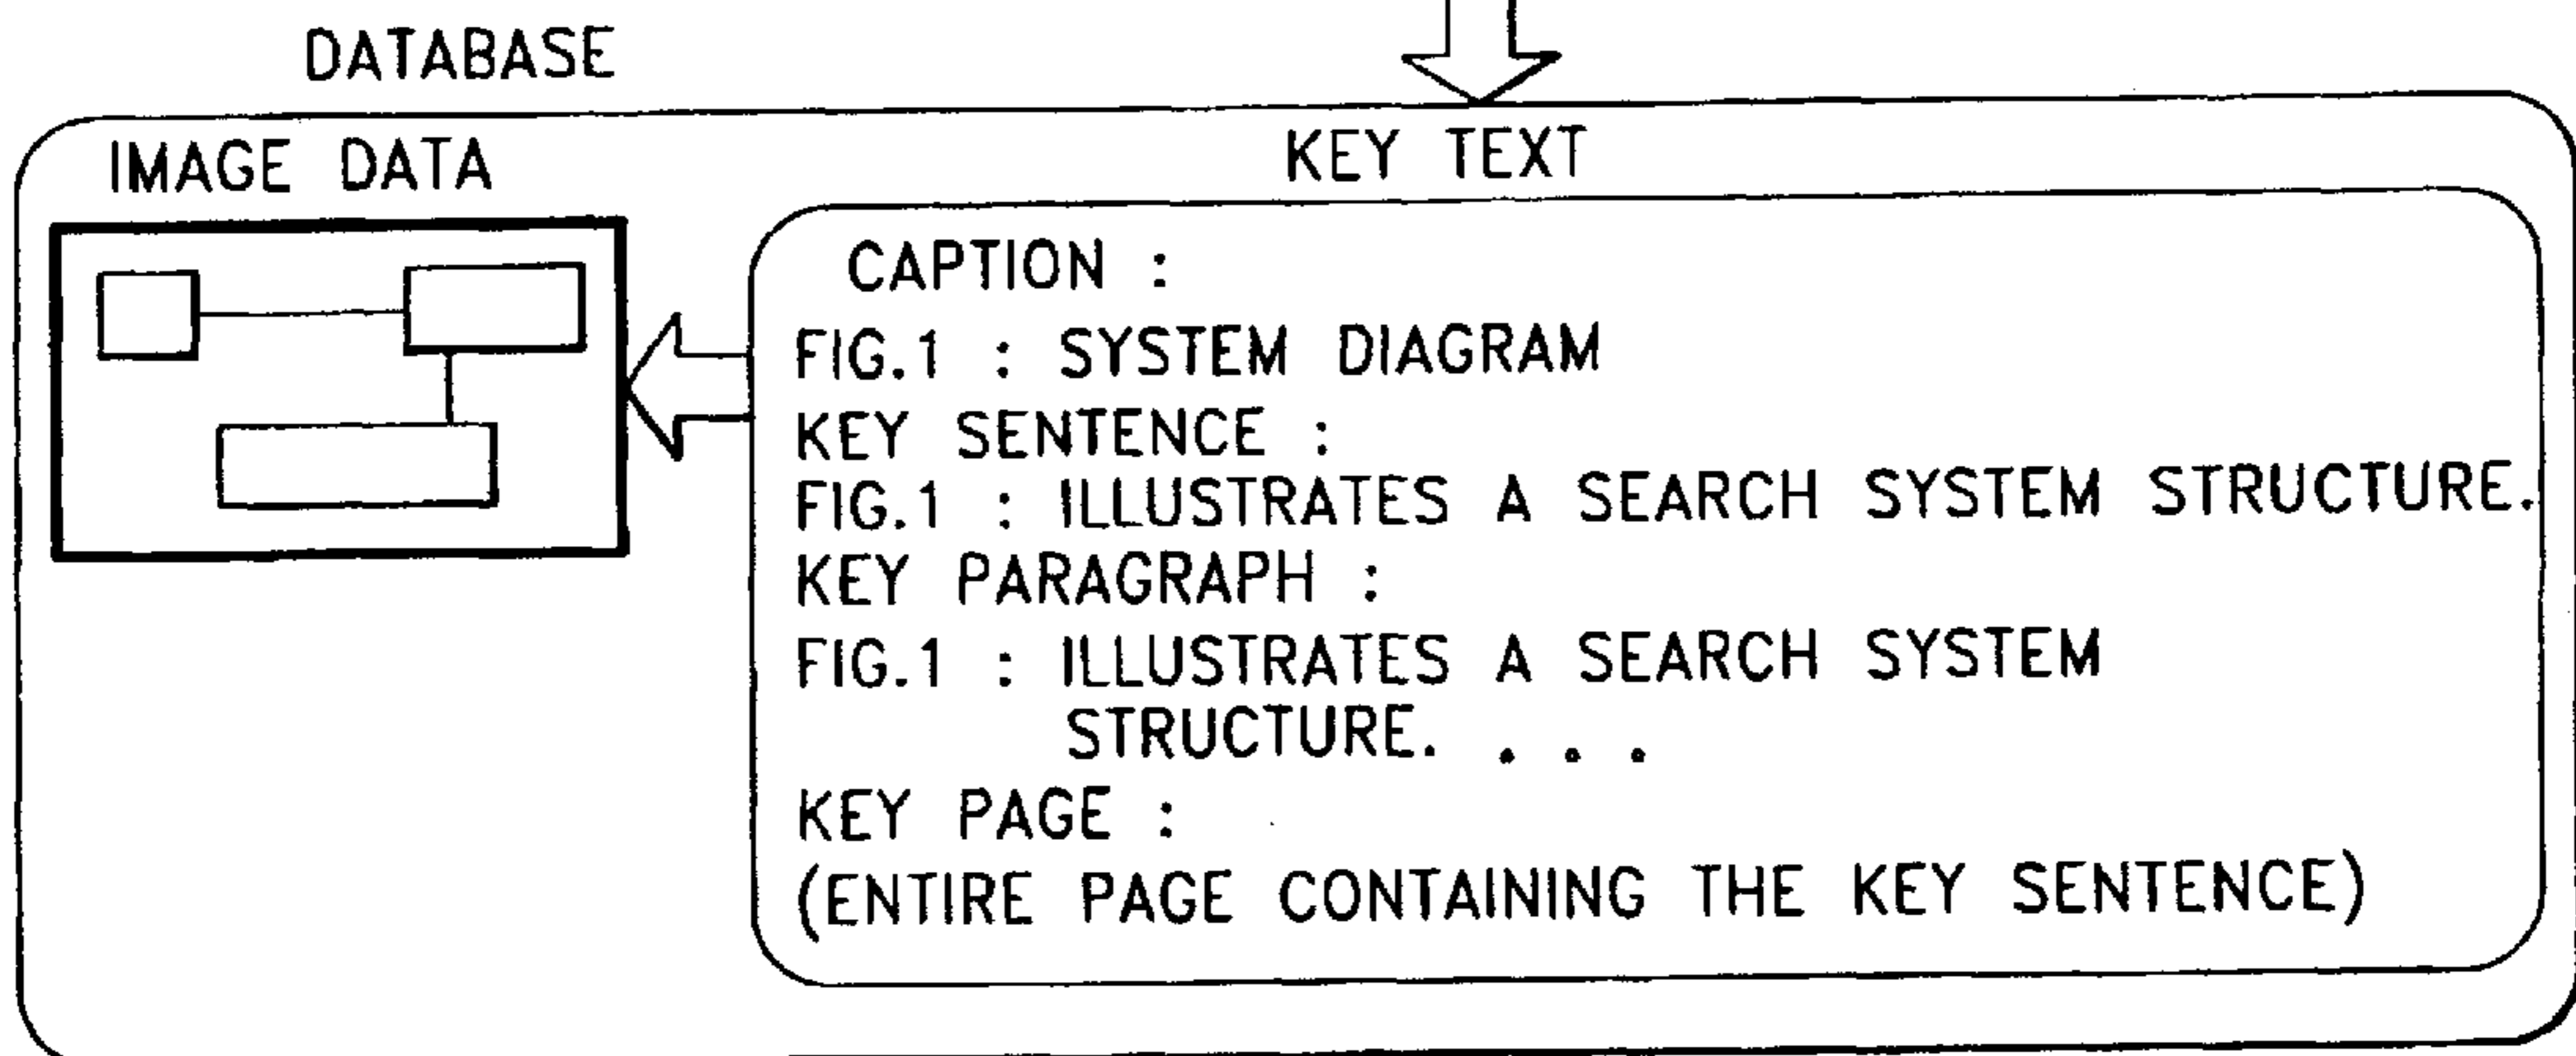 DATABASE
IMAGE DATA
KEY TEXT
CAPTION :
FIG.1 : SYSTEM DIAGRAM
KEY SENTENCE :
FIG.1 : ILLUSTRATES A SEARCH SYSTEM STRUCTURE.
KEY PARAGRAPH :
FIG.1 : ILLUSTRATES A SEARCH SYSTEM
STRUCTURE. . . .
KEY PAGE :
(ENTIRE PAGE CONTAINING THE KEY SENTENCE)